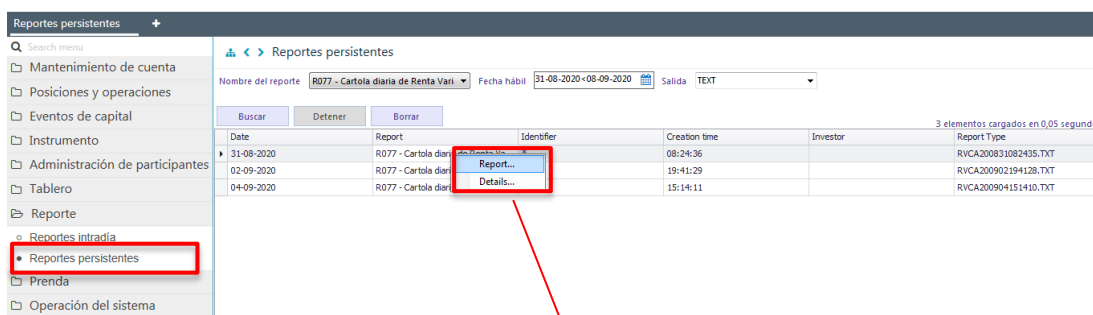 Reportes persistentes +
Search menu
Mantenimiento de cuenta
Posiciones y operaciones
Eventos de capital
Instrumento
Administración de participantes
Tablero
Reporte
Reportes intradía
Reportes persistentes
Prenda
Operación del sistema
< > Reportes persistentes
Nombre del reporte R077 - Cartola diaria de Renta Vari Fecha hábil 31-08-2020<08-09-2020 Salida TEXT
Buscar Detener Borrar
3 elementos cargados en 0,05 segund
Date Report Identifier Creation time Investor Report Type
31-08-2020 R077 - Cartola diaria de Renta Va 08:24:36 RVCA200831082435.TXT
02-09-2020 R077 - Cartola diari 19:41:29 RVCA200902194128.TXT
04-09-2020 R077 - Cartola diari 15:14:11 RVCA200904151410.TXT
Report...
Details...